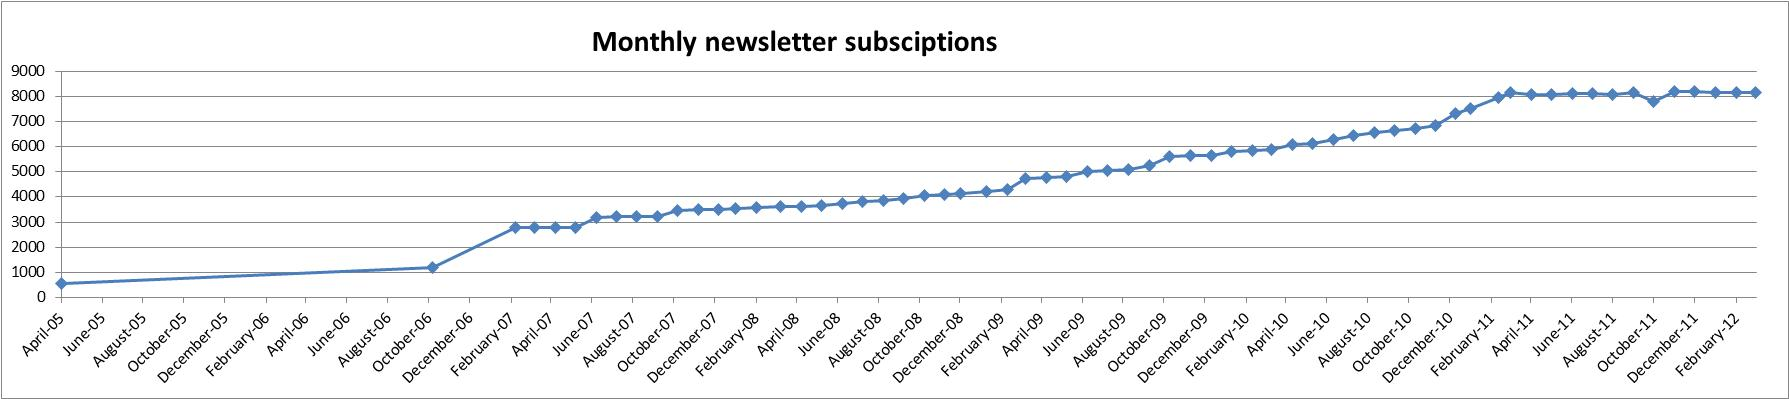 Monthly newsletter subsciptions
9000
8000
7000
6000
5000
4000
3000
2000
1000
0
April-05
June-05
August-05
October-05
December-05
February-06
April-06
June-06
August-06
October-06
December-06
February-07
April-07
June-07
August-07
October-07
December-07
February-08
April-08
June-08
August-08
October-08
December-08
February-09
April-09
June-09
August-09
October-09
December-09
February-10
April-10
June-10
August-10
October-10
December-10
February-11
April-11
June-11
August-11
October-11
December-11
February-12